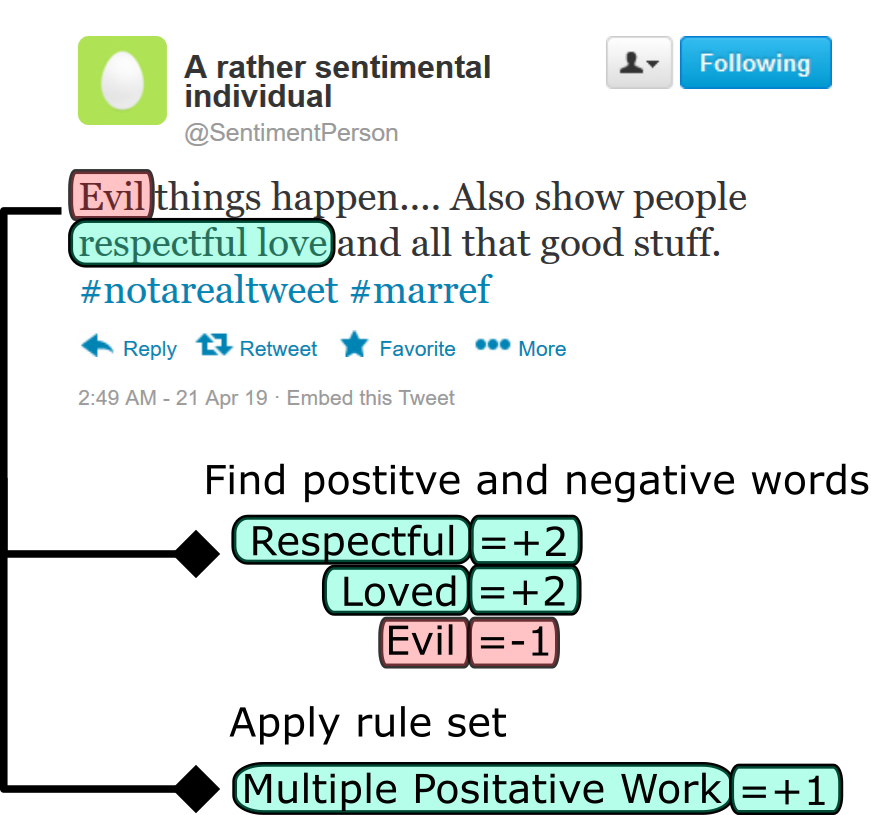 A rather sentimental
individual
Following
@SentimentPerson
Evil things happen.... Also show people
respectful love and all that good stuff.
#notarealtweet #marref
Reply Retweet Favorite More
2:49 AM - 21 Apr 19 · Embed this Tweet
Find postitve and negative words
Respectful =+2
Loved =+2
Evil =-1
Apply rule set
Multiple Positative Work =+1